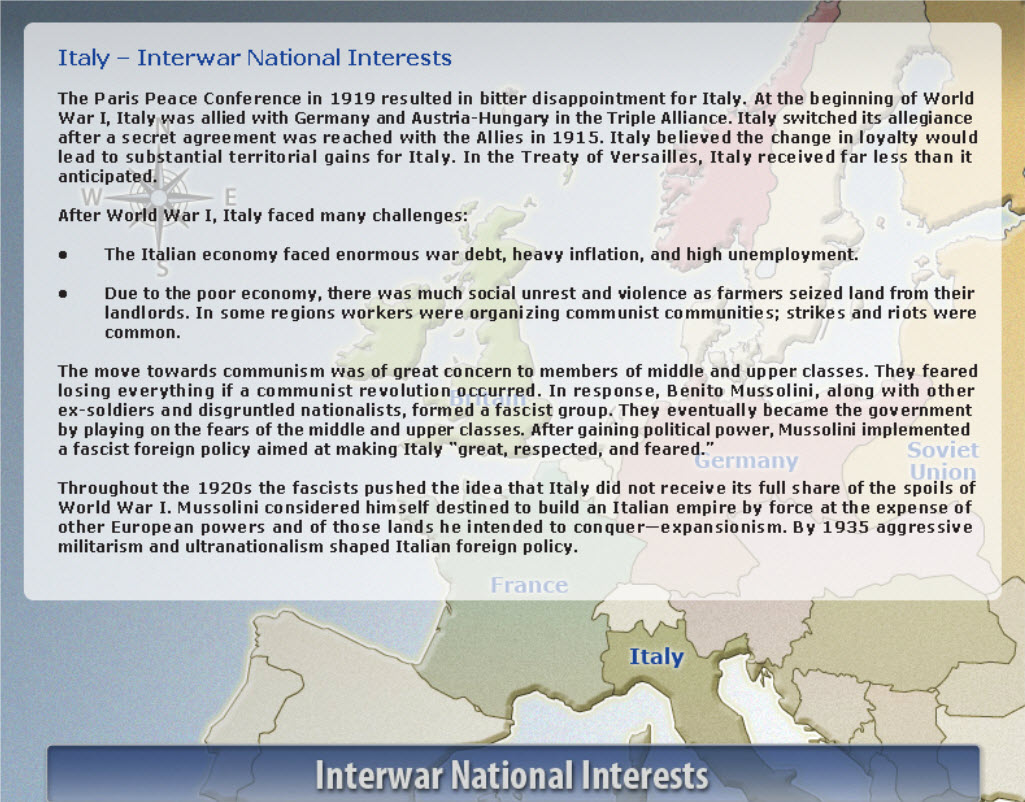 Italy – Interwar National Interests
The Paris Peace Conference in 1919 resulted in bitter disappointment for Italy. At the beginning of World
War I, Italy was allied with Germany and Austria-Hungary in the Triple Alliance. Italy switched its allegiance
after a secret agreement was reached with the Allies in 1915. Italy believed the change in loyalty would
lead to substantial territorial gains for Italy. In the Treaty of Versailles, Italy received far less than it
anticipated.
N
W
E
After World War I, Italy faced many challenges:
• The Italian economy faced enormous war debt, heavy inflation, and high unemployment.
S
• Due to the poor economy, there was much social unrest and violence as farmers seized land from their
landlords. In some regions workers were organizing communist communities; strikes and riots were
common.
The move towards communism was of great concern to members of middle and upper classes. They feared
losing everything if a communist revolution occurred. In response, Benito Mussolini, along with other
Britain
ex-soldiers and disgruntled nationalists, formed a fascist group. They eventually became the government
by playing on the fears of the middle and upper classes. After gaining political power, Mussolini implemented
a fascist foreign policy aimed at making Italy “great, respected, and feared.”
Germany
Soviet
Union
Throughout the 1920s the fascists pushed the idea that Italy did not receive its full share of the spoils of
World War I. Mussolini considered himself destined to build an Italian empire by force at the expense of
other European powers and of those lands he intended to conquer—expansionism. By 1935 aggressive
militarism and ultranationalism shaped Italian foreign policy.
France
Italy
Interwar National Interests